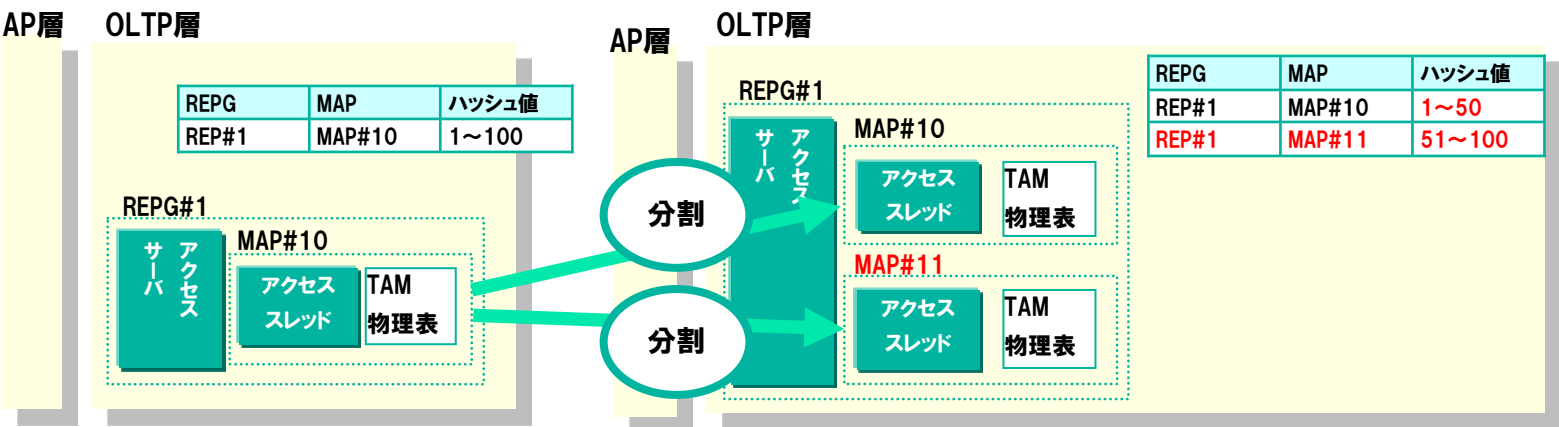 AP層
OLTP層
REPG MAP ハッシュ値
REP#1 MAP#10 1～100
REPG#1
アクセス
サーバ
MAP#10
アクセス
スレッド
TAM
物理表
分割
分割
AP層
OLTP層
REPG MAP ハッシュ値
REP#1 MAP#10 1～50
REP#1 MAP#11 51～100
REPG#1
アクセス
サーバ
MAP#10
アクセス
スレッド
TAM
物理表
MAP#11
アクセス
スレッド
TAM
物理表